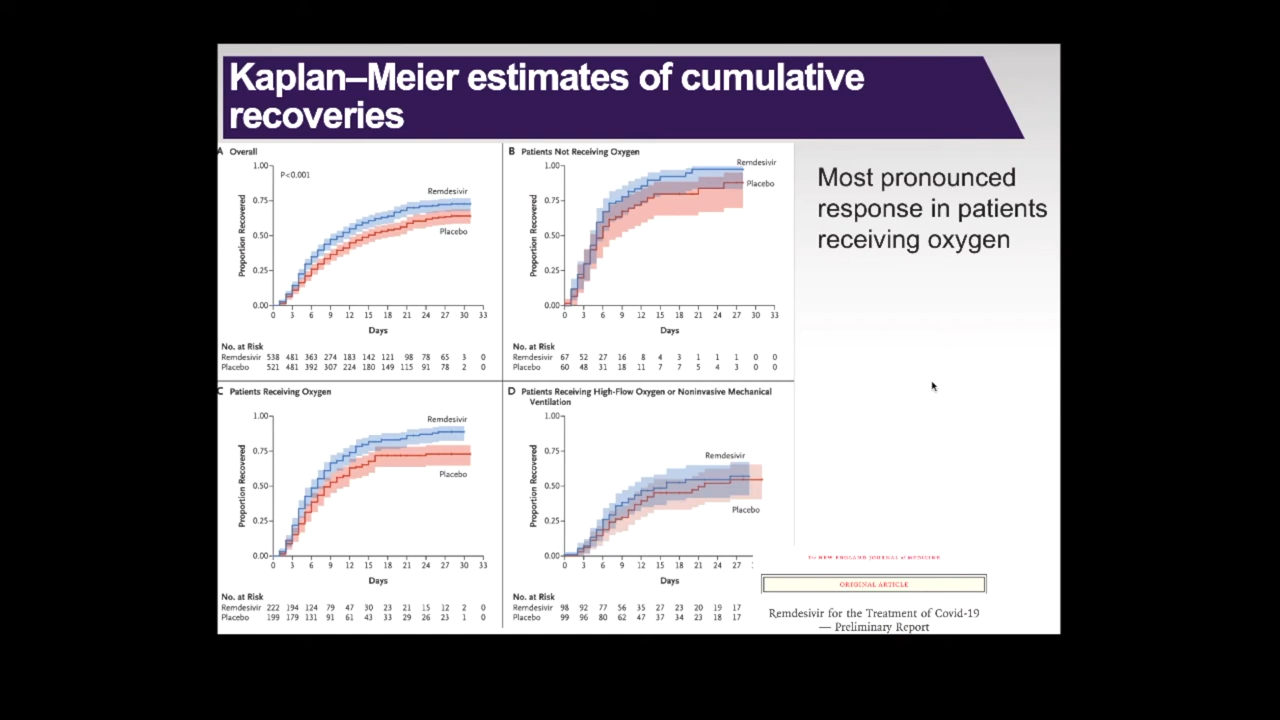 Kaplan–Meier estimates of cumulative
recoveries
A Overall
1.00
P<0.001
Remdesivir
0.75
Placebo
0.50
0.25
0.00
Proportion Recovered
0 3 6 9 12 15 18 21 24 27 30 33
Days
No. at Risk
Remdesivir 538 481 363 274 183 142 121 98 78 65 3 0
Placebo 521 481 392 307 224 180 149 115 91 78 2 0
B Patients Not Receiving Oxygen
1.00
Remdesivir
Placebo
0.75
0.50
0.25
0.00
Proportion Recovered
0 3 6 9 12 15 18 21 24 27 30 33
Days
No. at Risk
Remdesivir 67 52 27 16 8 4 3 1 1 1 0 0
Placebo 60 48 31 18 11 7 7 5 4 3 0 0
C Patients Receiving Oxygen
1.00
Remdesivir
0.75
Placebo
0.50
0.25
0.00
Proportion Recovered
0 3 6 9 12 15 18 21 24 27 30 33
Days
No. at Risk
Remdesivir 222 194 124 79 47 30 23 21 15 12 2 0
Placebo 199 179 131 91 61 43 33 29 26 23 1 0
D Patients Receiving High-Flow Oxygen or Noninvasive Mechanical
Ventilation
1.00
0.75
Remdesivir
0.50
Placebo
0.25
0.00
Proportion Recovered
0 3 6 9 12 15 18 21 24 27
Days
No. at Risk
Remdesivir 98 92 77 56 35 27 23 20 19 17
Placebo 99 96 80 62 47 37 34 23 18 17
Most pronounced
response in patients
receiving oxygen
The NEW ENGLAND JOURNAL of MEDICINE
ORIGINAL ARTICLE
Remdesivir for the Treatment of Covid-19
— Preliminary Report